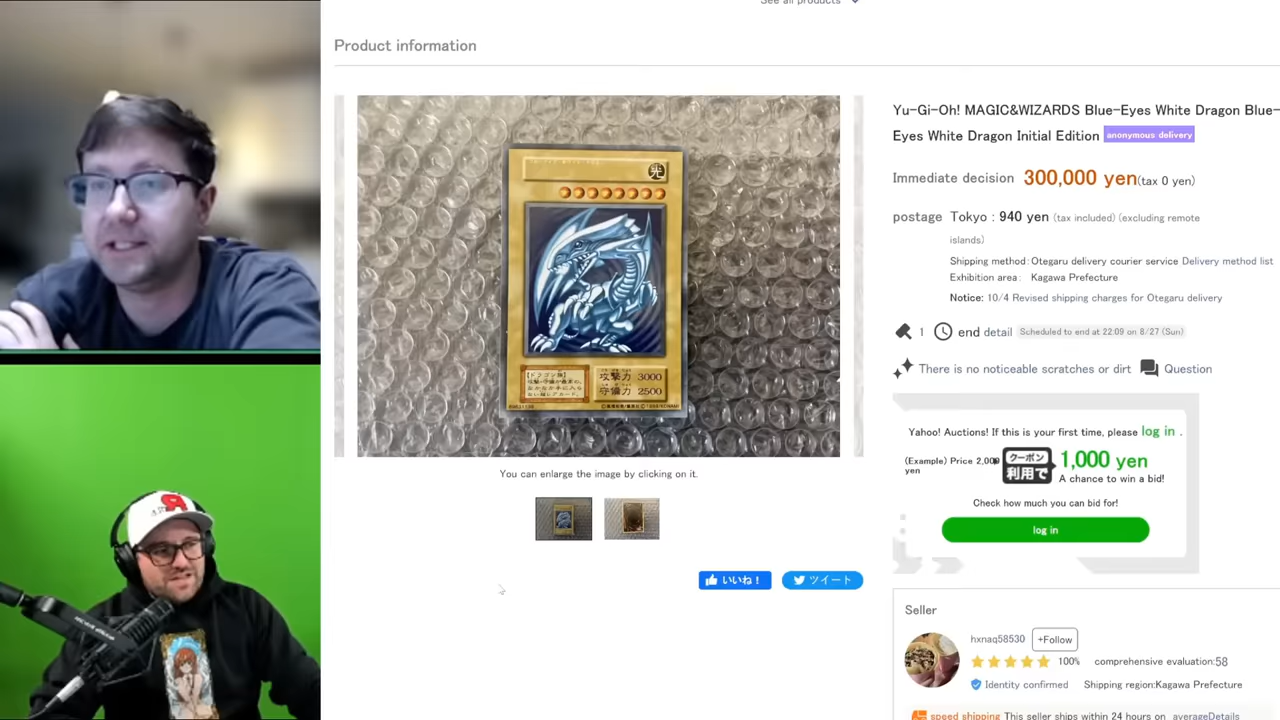 See all products
Product information
Yu-Gi-Oh! MAGIC&WIZARDS Blue-Eyes White Dragon Blue-
Eyes White Dragon Initial Edition anonymous delivery
Immediate decision 300,000 yen(tax 0 yen)
postage Tokyo : 940 yen (tax included) (excluding remote
islands)
Shipping method: Otegaru delivery courier service Delivery method list
Exhibition area : Kagawa Prefecture
Notice: 10/4 Revised shipping charges for Otegaru delivery
1 end detail Scheduled to end at 22:09 on 8/27 (Sun)
There is no noticeable scratches or dirt Question
光
【ドラゴン族】
攻撃力 3000
守備力 2500
You can enlarge the image by clicking on it.
いいね！ ツイート
Yahoo! Auctions! If this is your first time, please log in .
(Example) Price 2,000
yen
クーポン
利用で
1,000 yen
A chance to win a bid!
Check how much you can bid for!
log in
Seller
hxnaq58530 +Follow
100% comprehensive evaluation:58
Identity confirmed Shipping region:Kagawa Prefecture
speed shipping This seller ships within 24 hours on averageDetails